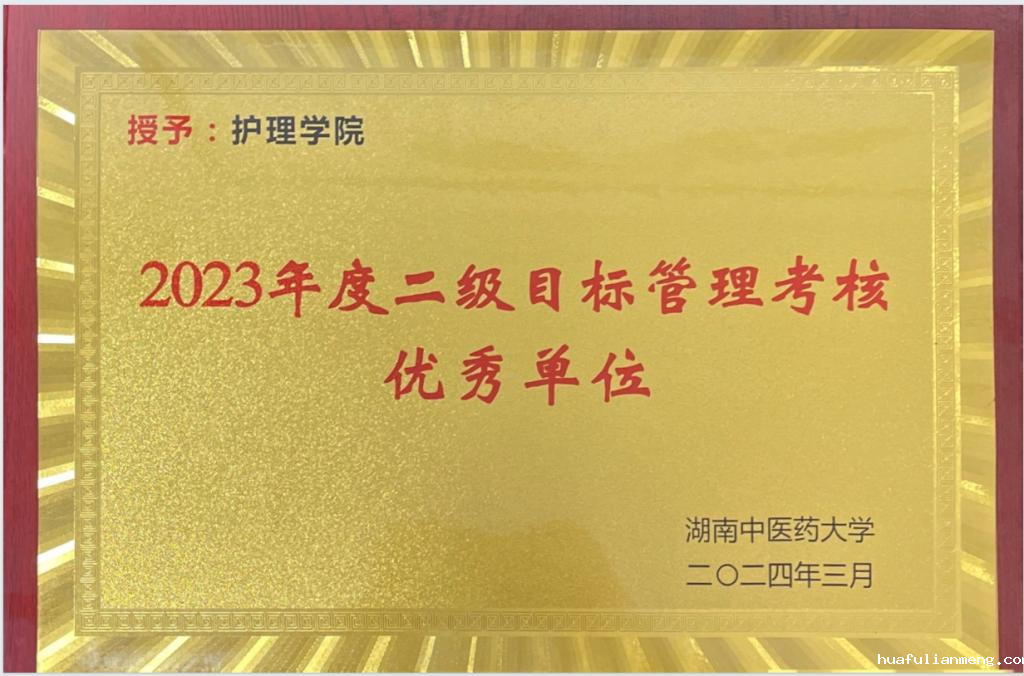 授予：护理学院
2023年度二级目标管理考核
优秀单位
湖南中医药大学
二〇二四年三月
huafulianmeng.com